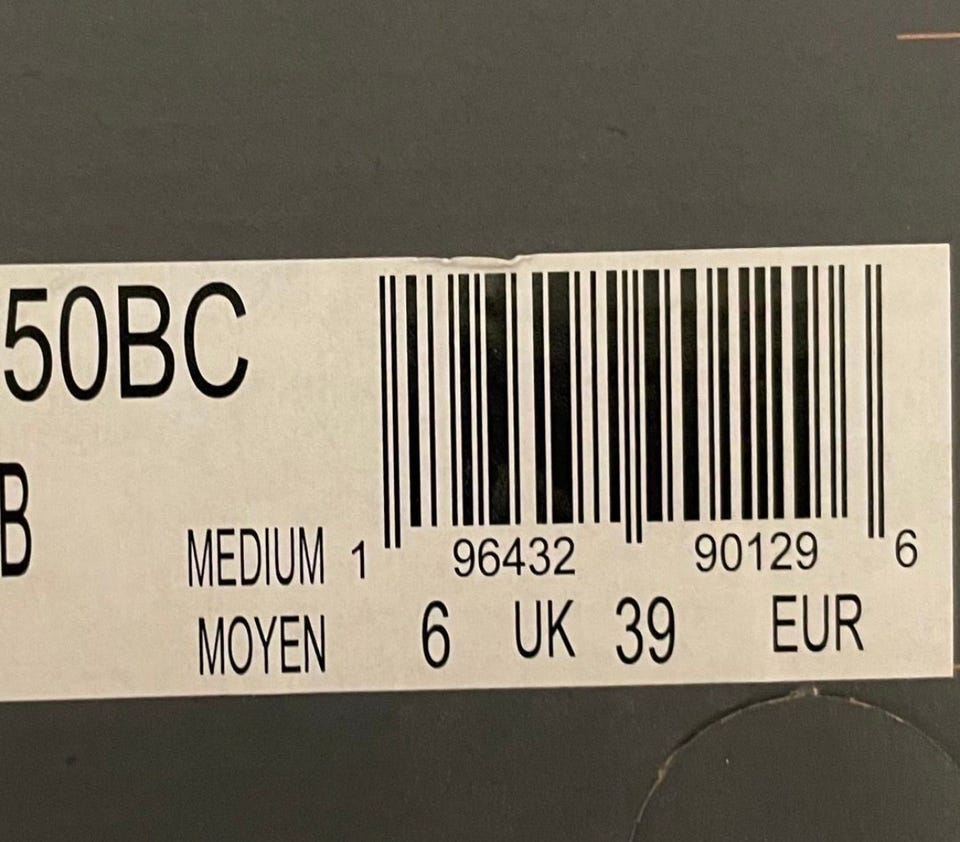 50BC
B
MEDIUM 1 96432 90129 6
MOYEN 6 UK 39 EUR